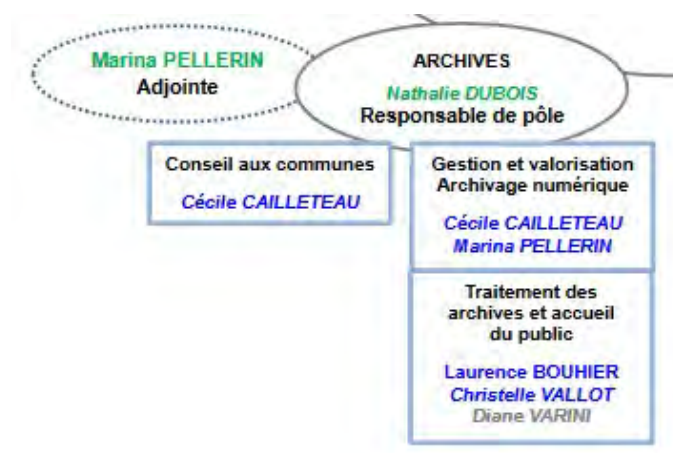 Marina PELLERIN
Adjointe
ARCHIVES
Nathalie DUBOIS
Responsable de pôle
Conseil aux communes
Cécile CAILLETEAU
Gestion et valorisation
Archivage numérique
Cécile CAILLETEAU
Marina PELLERIN
Traitement des
archives et accueil
du public
Laurence BOUHIER
Christelle VALLOT
Diane VARINI